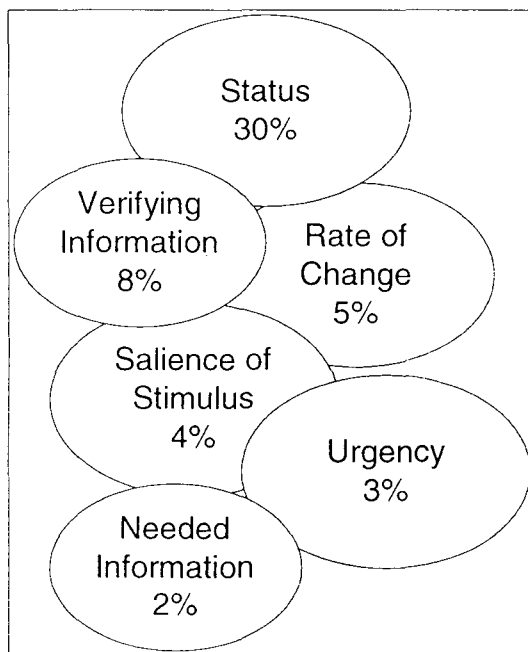 Status
30%
Verifying
Information
8%
Rate of
Change
5%
Salience of
Stimulus
4%
Urgency
3%
Needed
Information
2%